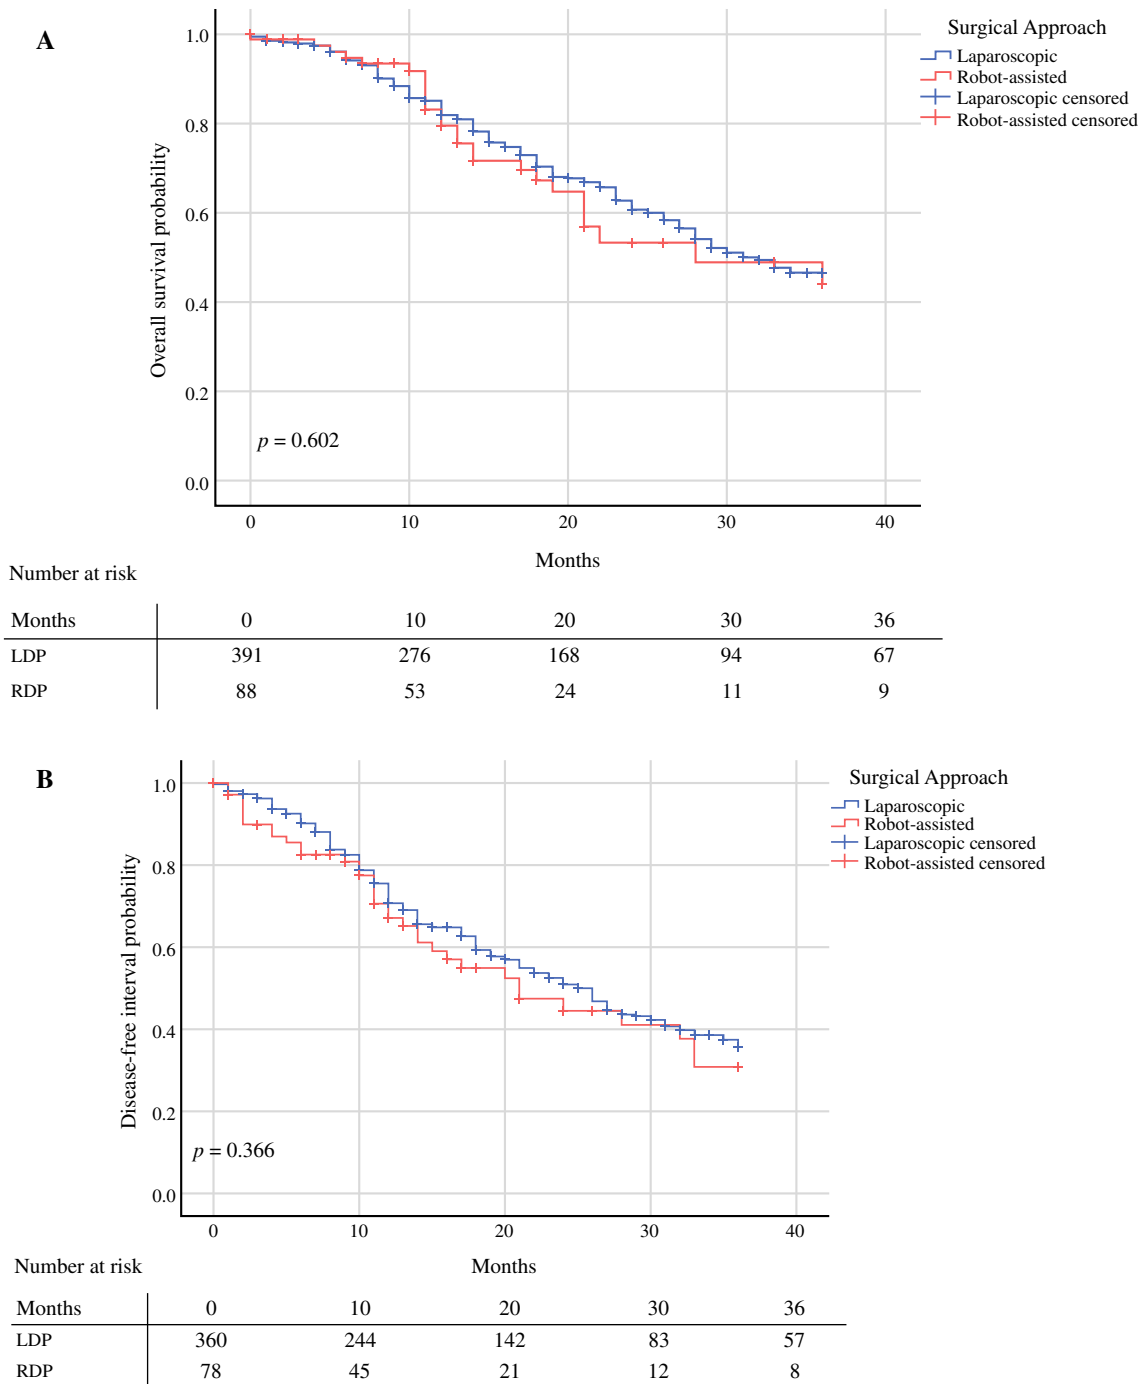 A
Surgical Approach
Laparoscopic
Robot-assisted
Laparoscopic censored
Robot-assisted censored
Overall survival probability
1.0
0.8
0.6
0.4
0.2
0.0
p = 0.602
0 10 20 30 40
Months
Number at risk
Months 0 10 20 30 36
LDP 391 276 168 94 67
RDP 88 53 24 11 9
B
Surgical Approach
Laparoscopic
Robot-assisted
Laparoscopic censored
Robot-assisted censored
Disease-free interval probability
1.0
0.8
0.6
0.4
0.2
0.0
p = 0.366
0 10 20 30 40
Months
Number at risk
Months 0 10 20 30 36
LDP 360 244 142 83 57
RDP 78 45 21 12 8